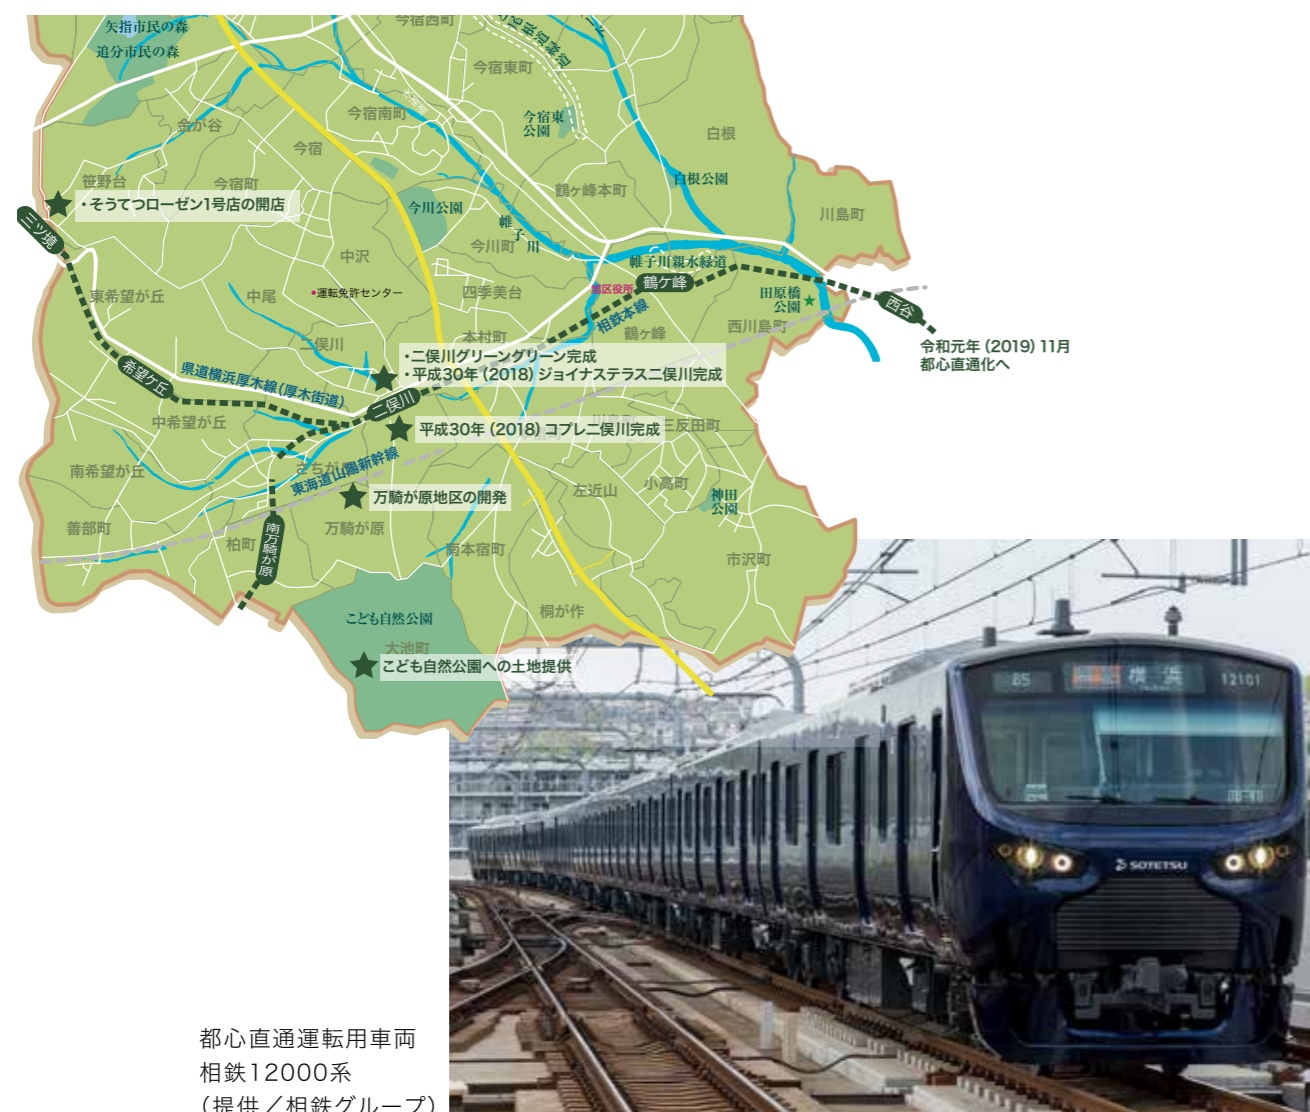 矢指市民の森
追分市民の森
今宿西町
今宿東町
金が谷
今宿南町
今宿東
公園
白根
今宿
笹野台
今宿町
鶴ヶ峰本町
白根公園
・そうてつローゼン1号店の開店
今川公園
川島町
三ツ境
帷子川
今川町
中沢
帷子川親水緑道
東希望が丘
中尾
•運転免許センター
四季美台
旭区役所
鶴ケ峰
田原橋
公園
西谷
相鉄本線
鶴ヶ峰
西川島町
二俣川
本村町
令和元年(2019)11月
都心直通化へ
・二俣川グリーングリーン完成
・平成30年(2018)ジョイナステラス二俣川完成
希望ケ丘
県道横浜厚木線(厚木街道)
二俣川
中希望が丘
平成30年(2018)コプレ二俣川完成
三反田町
南希望が丘
さちが
東海道山陽新幹線
万騎が原地区の開発
左近山
小高町
神田
公園
善部町
柏町
南万騎が原
万騎が原
南本宿町
市沢町
こども自然公園
桐が作
大池町
こども自然公園への土地提供
85
横浜
12101
SOTETSU
都心直通運転用車両
相鉄12000系
(提供／相鉄グループ)